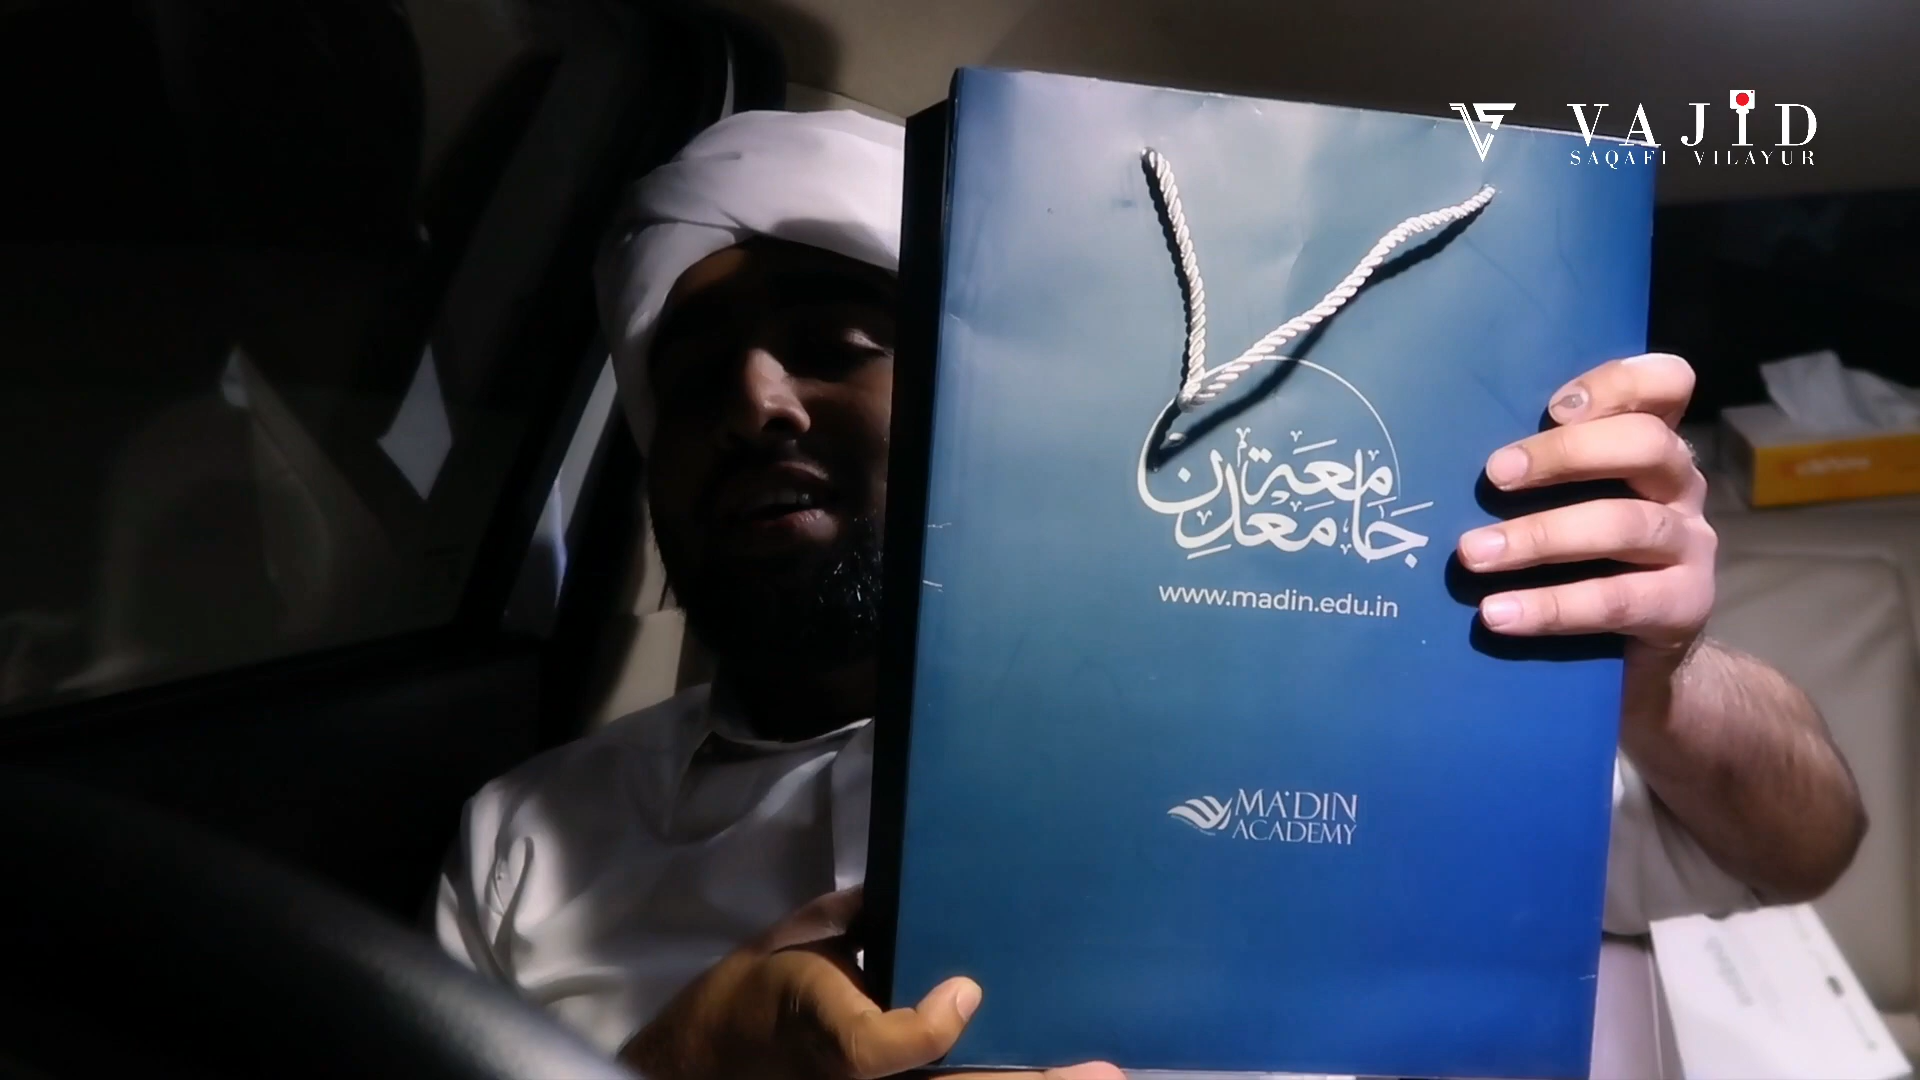 VAJID
SAQAFI VILAYUR
جامعة
معدن
www.madin.edu.in
MA'DIN
ACADEMY